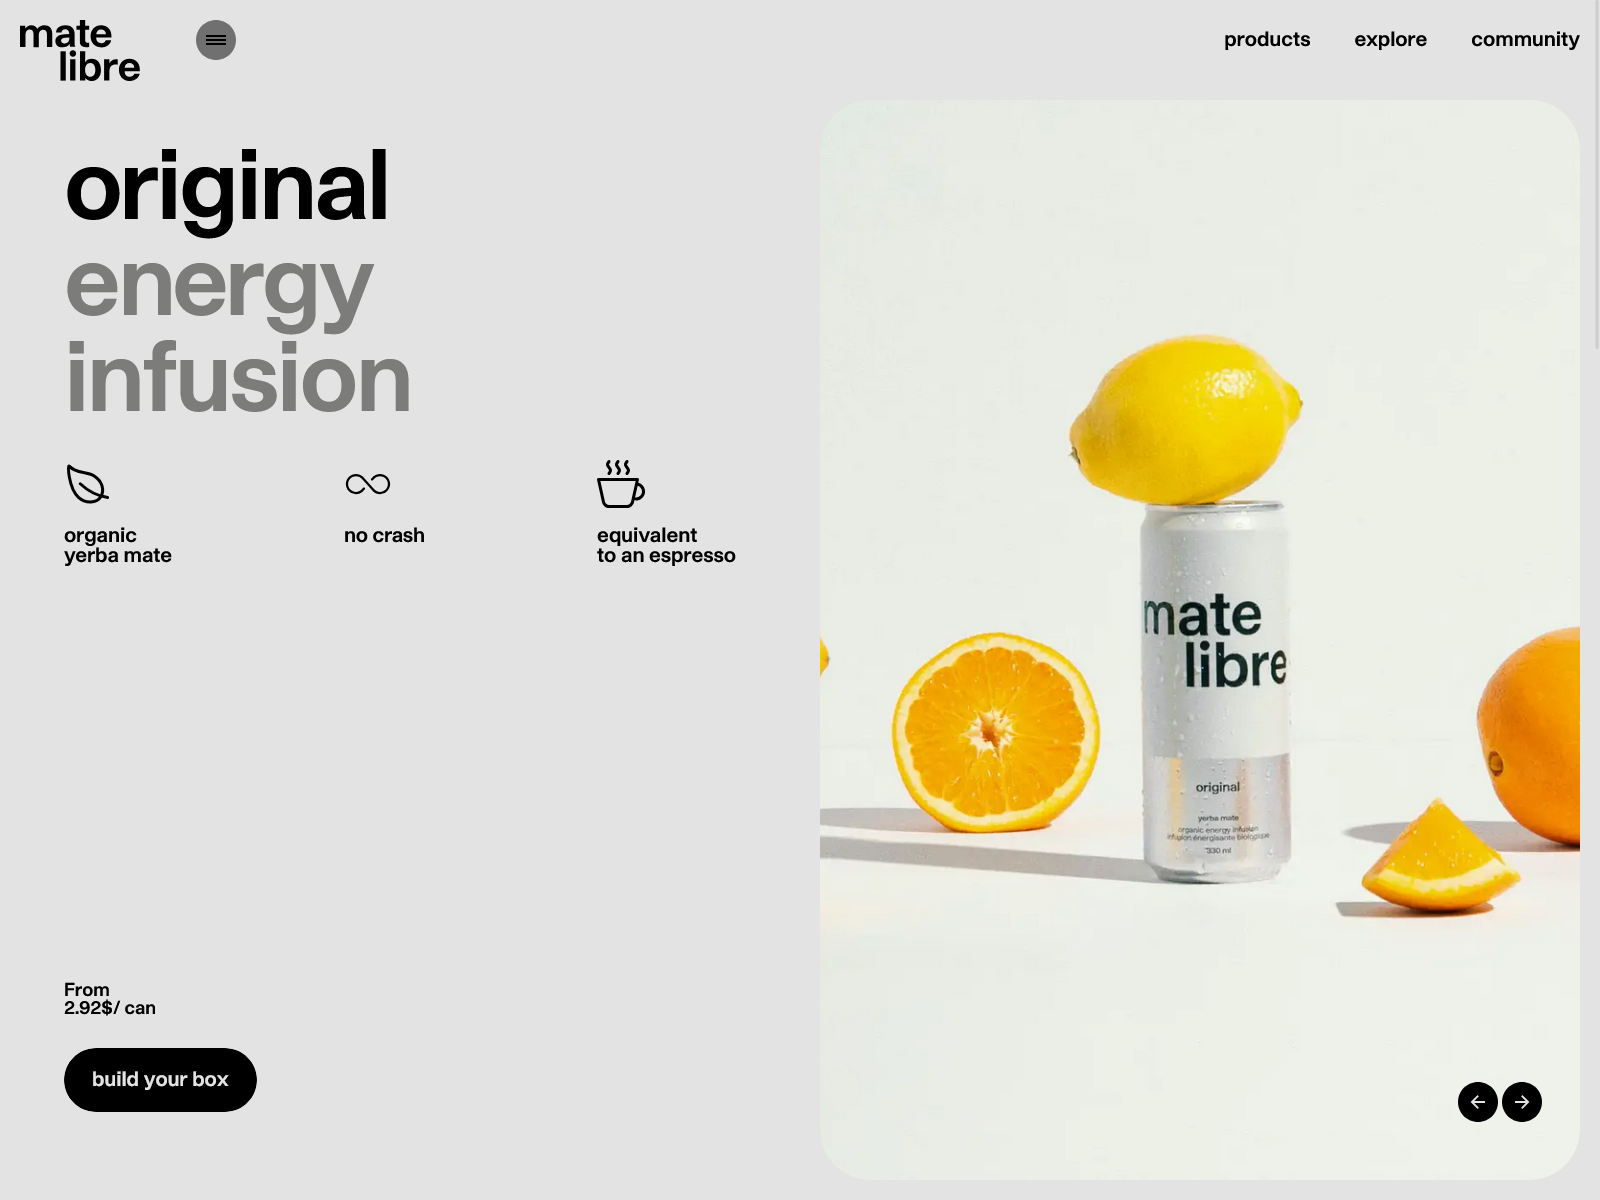 mate
libre
products
explore
community
original
energy
infusion
organic
yerba mate
no crash
equivalent
to an espresso
From
2.92$/ can
build your box
mate
libre
original
yerba mate
organic energy infusion
infusion énergisante biologique
330 ml